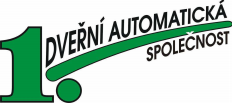 1. DVEŘNÍ AUTOMATICKÁ
SPOLEČNOST